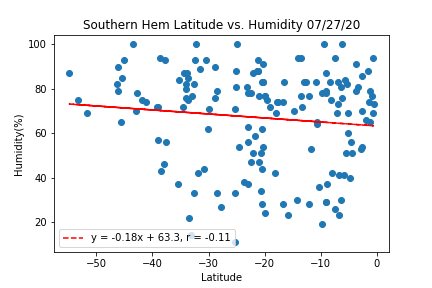 Southern Hem Latitude vs. Humidity 07/27/20
100
80
60
40
20
Humidity(%)
y = -0.18x + 63.3, r = -0.11
−50
−40
−30
−20
−10
0
Latitude